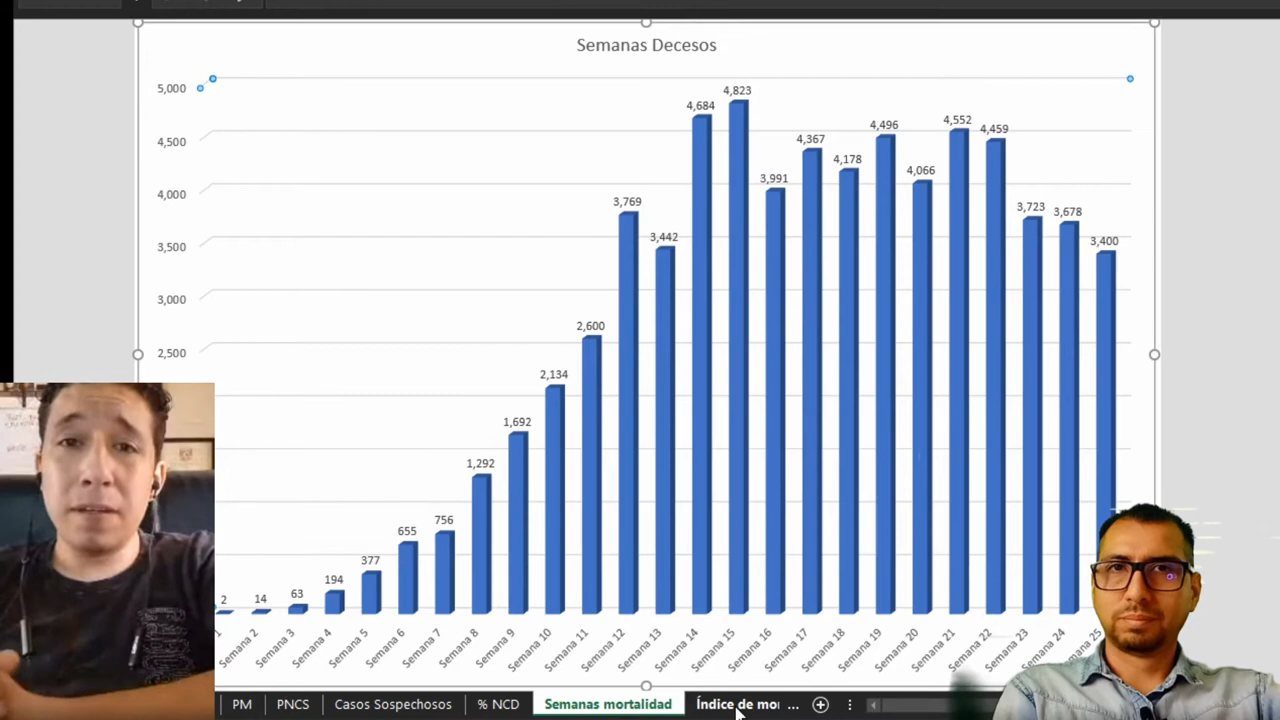 Semanas Decesos
5,000
4,500
4,000
3,500
3,000
2,500
2
14
63
194
377
655
756
1,292
1,692
2,134
2,600
3,769
3,442
4,684
4,823
3,991
4,367
4,178
4,496
4,066
4,552
4,459
3,723
3,678
3,400
1
Semana 2
Semana 3
Semana 4
Semana 5
Semana 6
Semana 7
Semana 8
Semana 9
Semana 10
Semana 11
Semana 12
Semana 13
Semana 14
Semana 15
Semana 16
Semana 17
Semana 18
Semana 19
Semana 20
Semana 21
Semana 22
23
24
25
PM PNCS Casos Sospechosos % NCD Semanas mortalidad Índice de mo ...